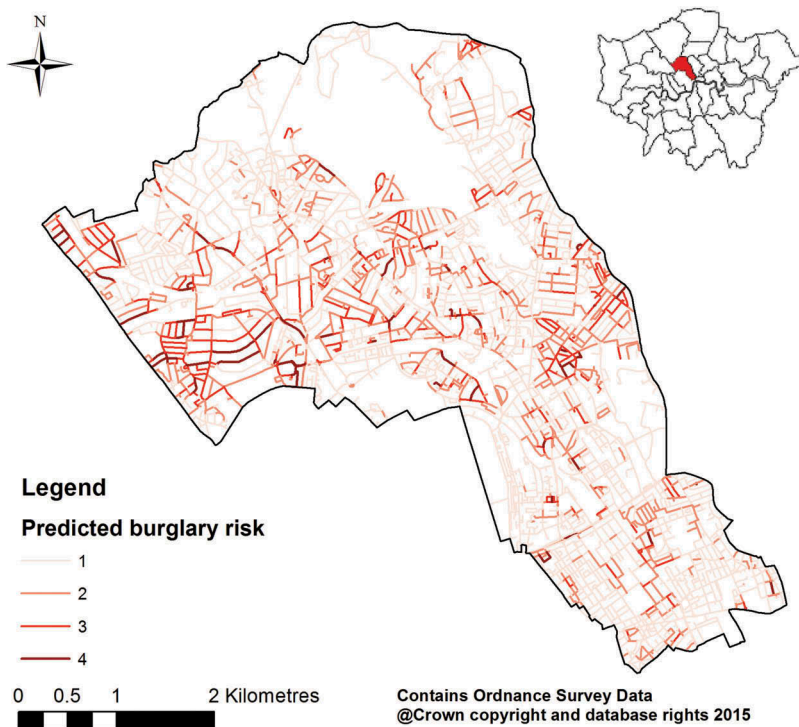 N
Legend
Predicted burglary risk
1
2
3
4
0 0.5 1 2 Kilometres
Contains Ordnance Survey Data
@Crown copyright and database rights 2015